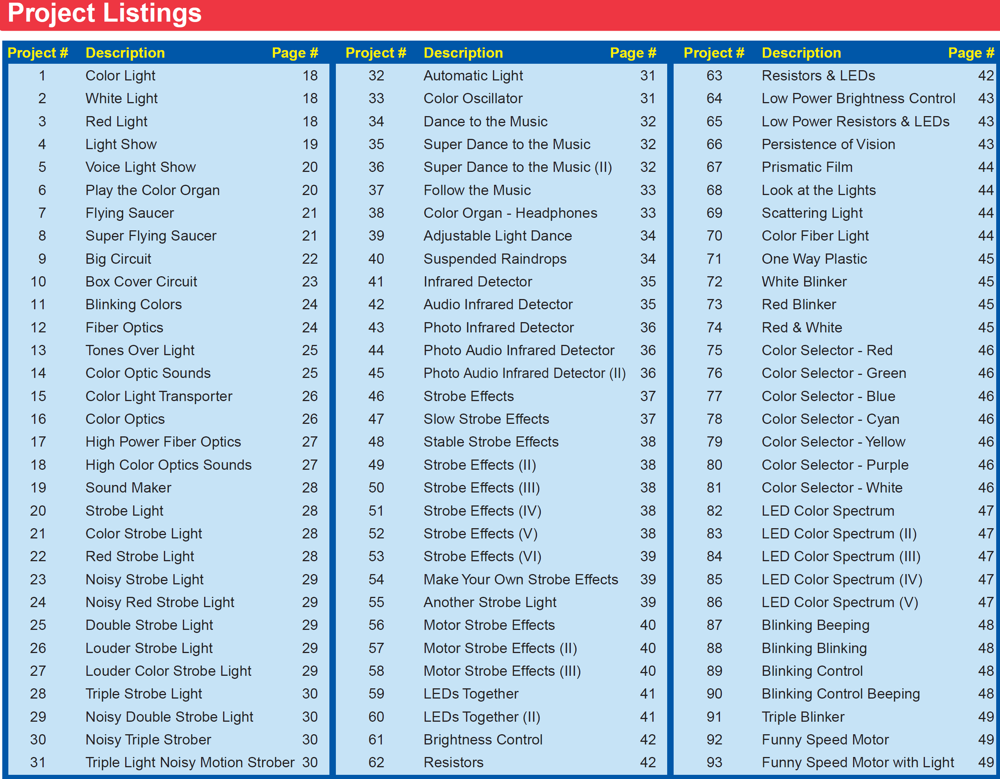 Project Listings
Project # Description Page #
1 Color Light 18
2 White Light 18
3 Red Light 18
4 Light Show 19
5 Voice Light Show 20
6 Play the Color Organ 20
7 Flying Saucer 21
8 Super Flying Saucer 21
9 Big Circuit 22
10 Box Cover Circuit 23
11 Blinking Colors 24
12 Fiber Optics 24
13 Tones Over Light 25
14 Color Optic Sounds 25
15 Color Light Transporter 26
16 Color Optics 26
17 High Power Fiber Optics 27
18 High Color Optics Sounds 27
19 Sound Maker 28
20 Strobe Light 28
21 Color Strobe Light 28
22 Red Strobe Light 28
23 Noisy Strobe Light 29
24 Noisy Red Strobe Light 29
25 Double Strobe Light 29
26 Louder Strobe Light 29
27 Louder Color Strobe Light 29
28 Triple Strobe Light 30
29 Noisy Double Strobe Light 30
30 Noisy Triple Strober 30
31 Triple Light Noisy Motion Strober 30
Project # Description Page #
32 Automatic Light 31
33 Color Oscillator 31
34 Dance to the Music 32
35 Super Dance to the Music 32
36 Super Dance to the Music (II) 32
37 Follow the Music 33
38 Color Organ - Headphones 33
39 Adjustable Light Dance 34
40 Suspended Raindrops 34
41 Infrared Detector 35
42 Audio Infrared Detector 35
43 Photo Infrared Detector 36
44 Photo Audio Infrared Detector 36
45 Photo Audio Infrared Detector (II) 36
46 Strobe Effects 37
47 Slow Strobe Effects 37
48 Stable Strobe Effects 38
49 Strobe Effects (II) 38
50 Strobe Effects (III) 38
51 Strobe Effects (IV) 38
52 Strobe Effects (V) 38
53 Strobe Effects (VI) 39
54 Make Your Own Strobe Effects 39
55 Another Strobe Light 39
56 Motor Strobe Effects 40
57 Motor Strobe Effects (II) 40
58 Motor Strobe Effects (III) 40
59 LEDs Together 41
60 LEDs Together (II) 41
61 Brightness Control 42
62 Resistors 42
Project # Description Page #
63 Resistors & LEDs 42
64 Low Power Brightness Control 43
65 Low Power Resistors & LEDs 43
66 Persistence of Vision 43
67 Prismatic Film 44
68 Look at the Lights 44
69 Scattering Light 44
70 Color Fiber Light 44
71 One Way Plastic 45
72 White Blinker 45
73 Red Blinker 45
74 Red & White 45
75 Color Selector - Red 46
76 Color Selector - Green 46
77 Color Selector - Blue 46
78 Color Selector - Cyan 46
79 Color Selector - Yellow 46
80 Color Selector - Purple 46
81 Color Selector - White 46
82 LED Color Spectrum 47
83 LED Color Spectrum (II) 47
84 LED Color Spectrum (III) 47
85 LED Color Spectrum (IV) 47
86 LED Color Spectrum (V) 47
87 Blinking Beeping 48
88 Blinking Blinking 48
89 Blinking Control 48
90 Blinking Control Beeping 48
91 Triple Blinker 49
92 Funny Speed Motor 49
93 Funny Speed Motor with Light 49